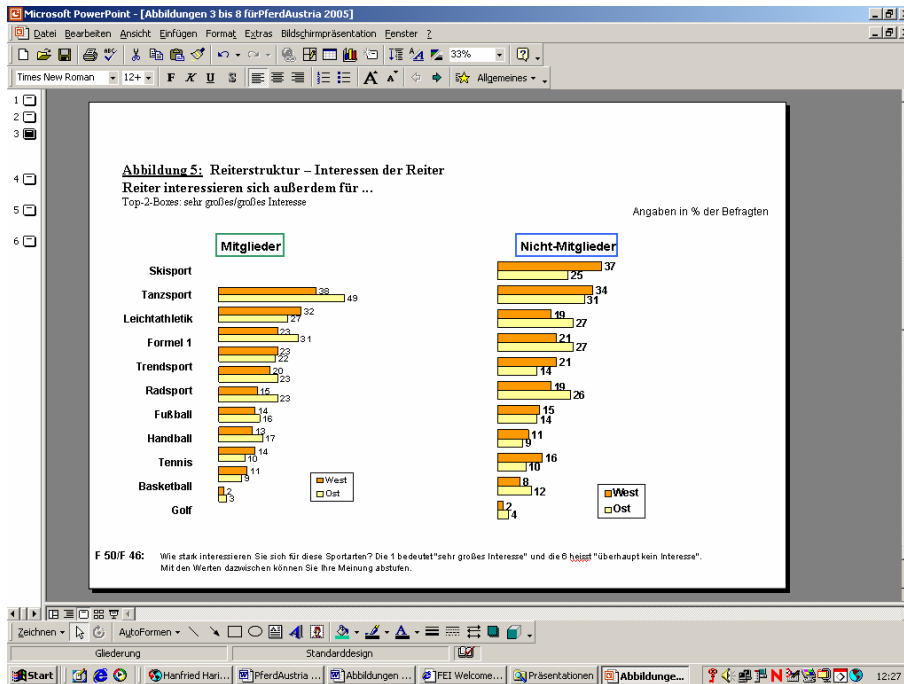 Microsoft PowerPoint - [Abbildungen 3 bis 8 fürPferdAustria 2005]
Datei Bearbeiten Ansicht Einfügen Format Extras Bildschirmpräsentation Fenster ?
33%
Times New Roman 12+ F K U S Allgemeines
1
2
3
4
5
6
Abbildung 5: Reiterstruktur – Interessen der Reiter
Reiter interessieren sich außerdem für ...
Top-2-Boxes: sehr großes/großes Interesse
Angaben in % der Befragten
Mitglieder Nicht-Mitglieder
Skisport 37
25
Tanzsport 38 34
49 31
Leichtathletik 32 19
27 27
Formel 1 23 21
31 27
23 21
22 14
Trendsport 20 19
23 26
Radsport 15 15
23 14
Fußball 14 11
16 9
Handball 13 16
17 10
Tennis 14 8
10 12
Basketball 11 2
9 4
Golf 2
3
West
Ost
West
Ost
F 50/F 46: Wie stark interessieren Sie sich für diese Sportarten? Die 1 bedeutet"sehr großes Interesse" und die 6 heisst "überhaupt kein Interesse".
Mit den Werten dazwischen können Sie Ihre Meinung abstufen.
Zeichnen AutoFormen
Gliederung Standarddesign
Start Hanfried Hari... PferdAustria ... Abbildungen ... FEI Welcome... Präsentationen Abbildunge... 12:27